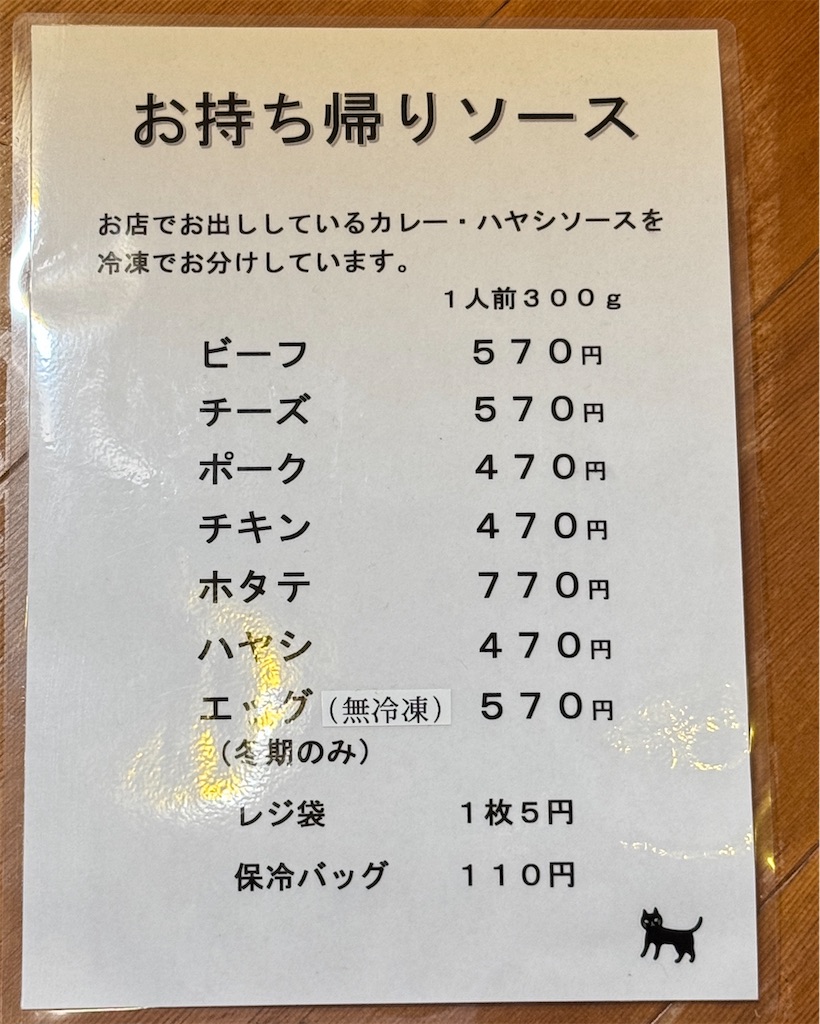 お持ち帰りソース
お店でお出ししているカレー・ハヤシソースを
冷凍でお分けしています。
１人前３００ｇ
ビーフ　５７０円
チーズ　５７０円
ポーク　４７０円
チキン　４７０円
ホタテ　７７０円
ハヤシ　４７０円
エッグ（無冷凍）　５７０円
（冬期のみ）
レジ袋　１枚５円
保冷バッグ　１１０円